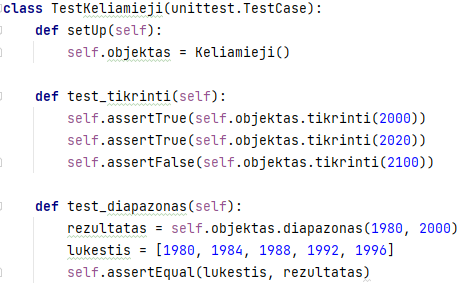 class TestKeliamieji(unittest.TestCase):
    def setUp(self):
        self.objektas = Keliamieji()

    def test_tikrinti(self):
        self.assertTrue(self.objektas.tikrinti(2000))
        self.assertTrue(self.objektas.tikrinti(2020))
        self.assertFalse(self.objektas.tikrinti(2100))

    def test_diapazonas(self):
        rezultatas = self.objektas.diapazonas(1980, 2000)
        lukestis = [1980, 1984, 1988, 1992, 1996]
        self.assertEqual(lukestis, rezultatas)